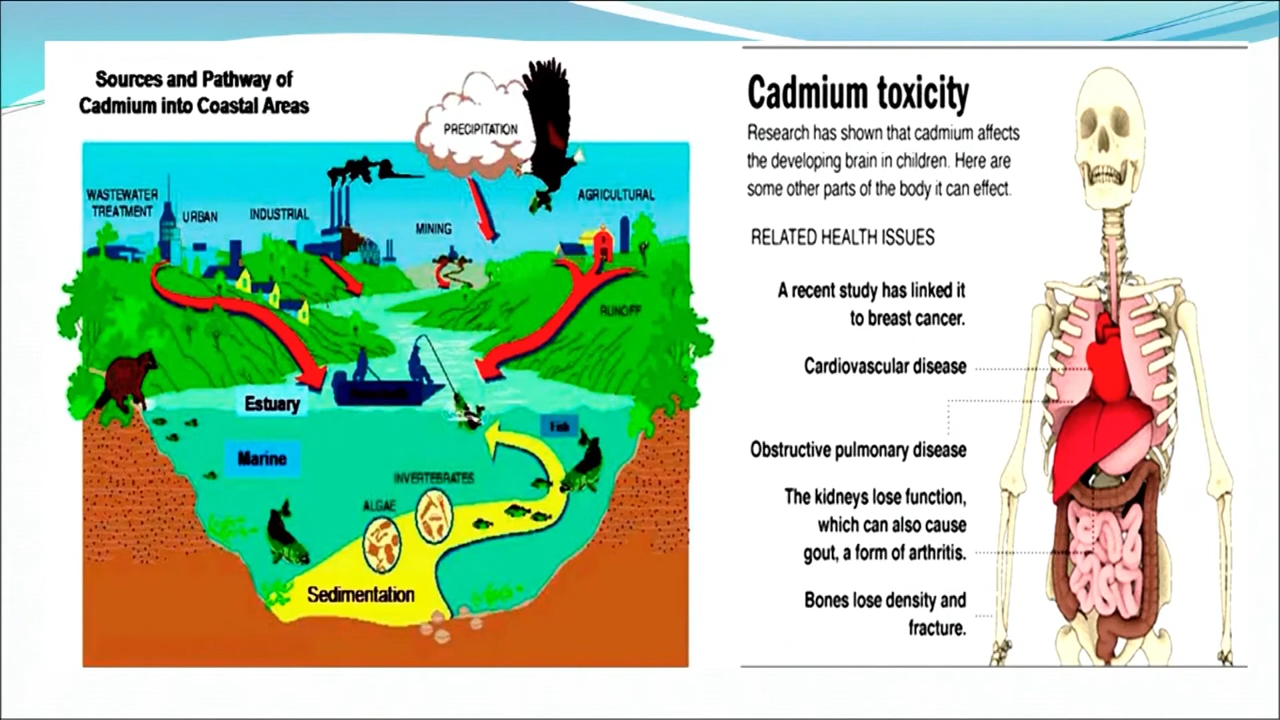 Sources and Pathway of
Cadmium into Coastal Areas
PRECIPITATION
WASTEWATER
TREATMENT
URBAN
INDUSTRIAL
MINING
AGRICULTURAL
RUNOFF
Estuary
Marine
Fish
INVERTEBRATES
ALGAE
Sedimentation
Cadmium toxicity
Research has shown that cadmium affects
the developing brain in children. Here are
some other parts of the body it can effect.
RELATED HEALTH ISSUES
A recent study has linked it
to breast cancer.
Cardiovascular disease
Obstructive pulmonary disease
The kidneys lose function,
which can also cause
gout, a form of arthritis.
Bones lose density and
fracture.